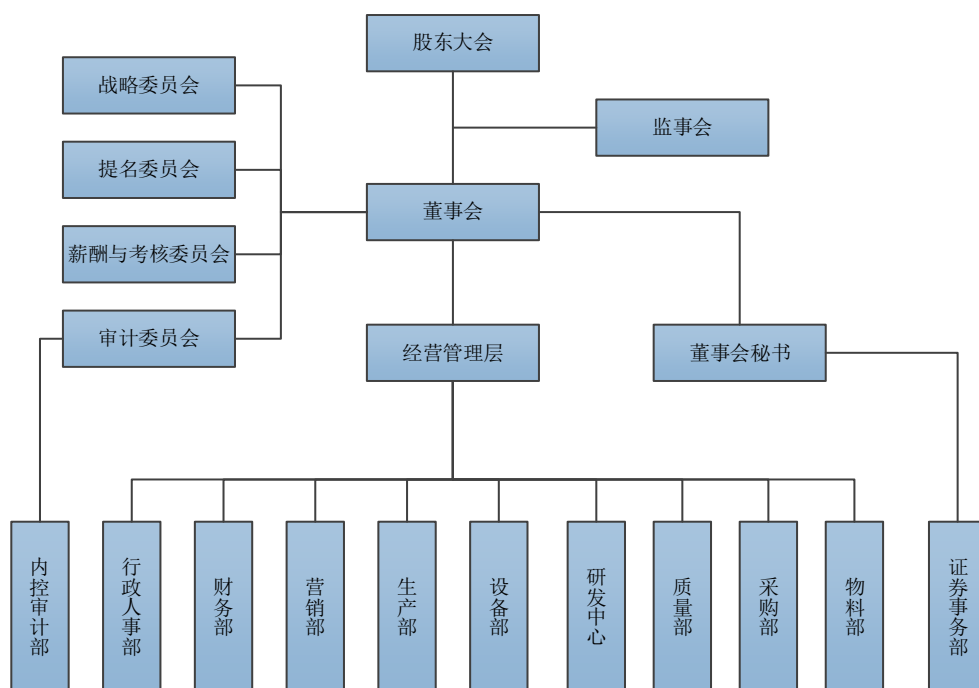 股东大会
战略委员会
监事会
提名委员会
董事会
薪酬与考核委员会
审计委员会
经营管理层
董事会秘书
内控审计部
行政人事部
财务部
营销部
生产部
设备部
研发中心
质量部
采购部
物料部
证券事务部